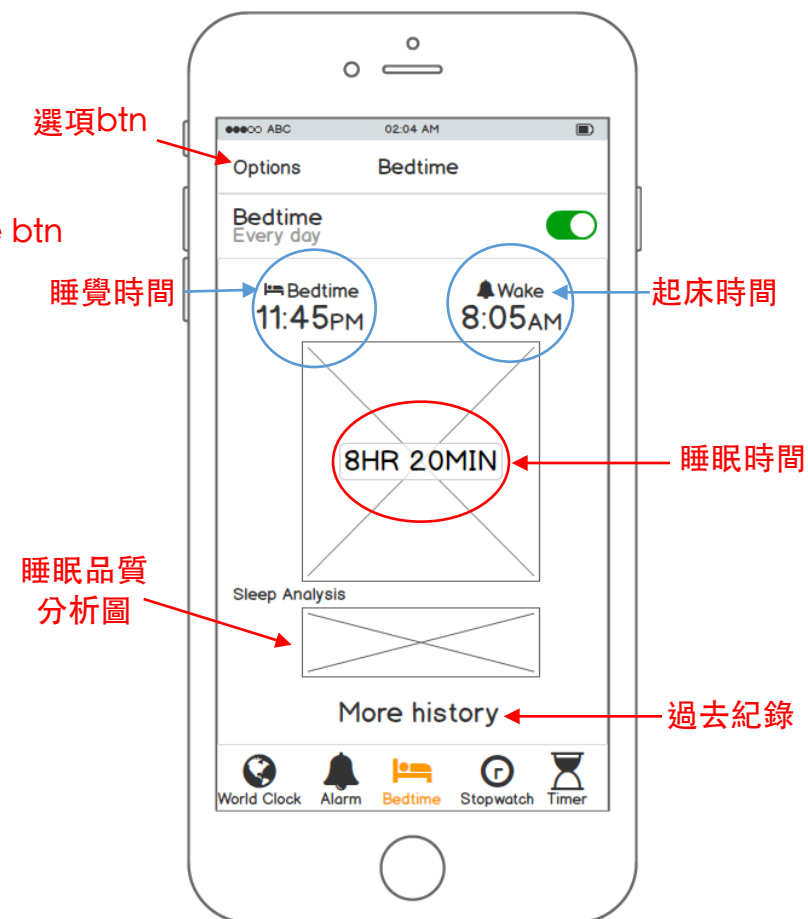 選項btn
ABC 02:04 AM
Options Bedtime
Bedtime
Every day
btn
睡覺時間
Bedtime
11:45PM
Wake
8:05AM
起床時間
8HR 20MIN
睡眠時間
睡眠品質
分析圖
Sleep Analysis
More history
過去紀錄
World Clock Alarm Bedtime Stopwatch Timer